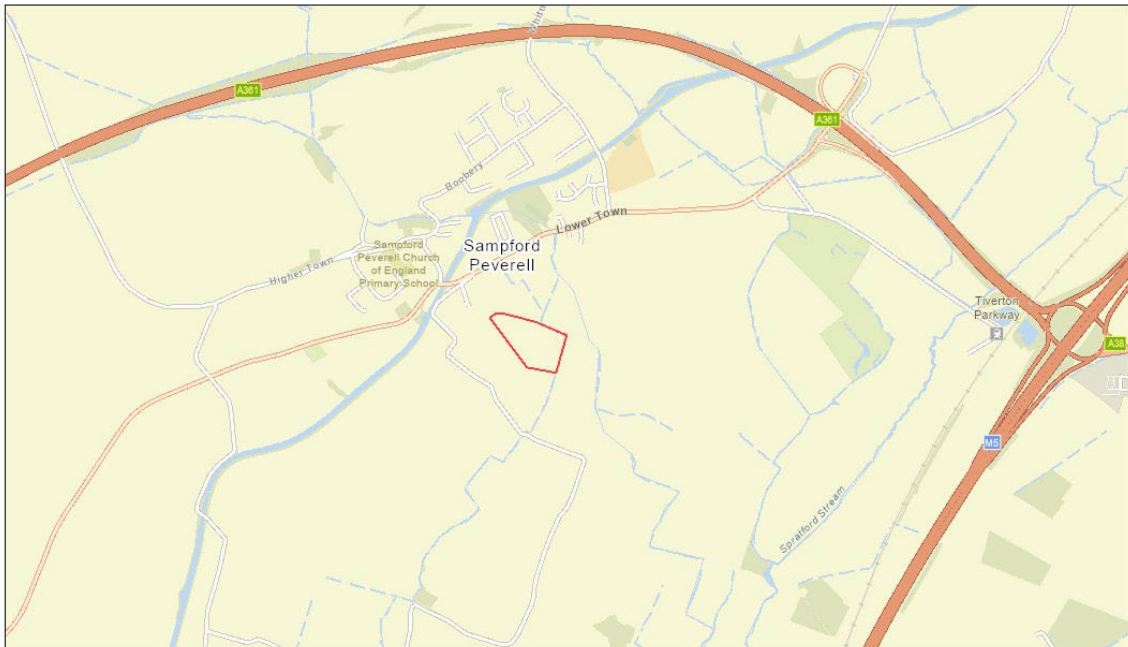 A361
A361
Boobery
Lower Town
Sampford
Peverell
Sampford
Peverell Church
of England
Primary School
Higher Town
Tiverton
Parkway
A38
M5
Spratford Stream